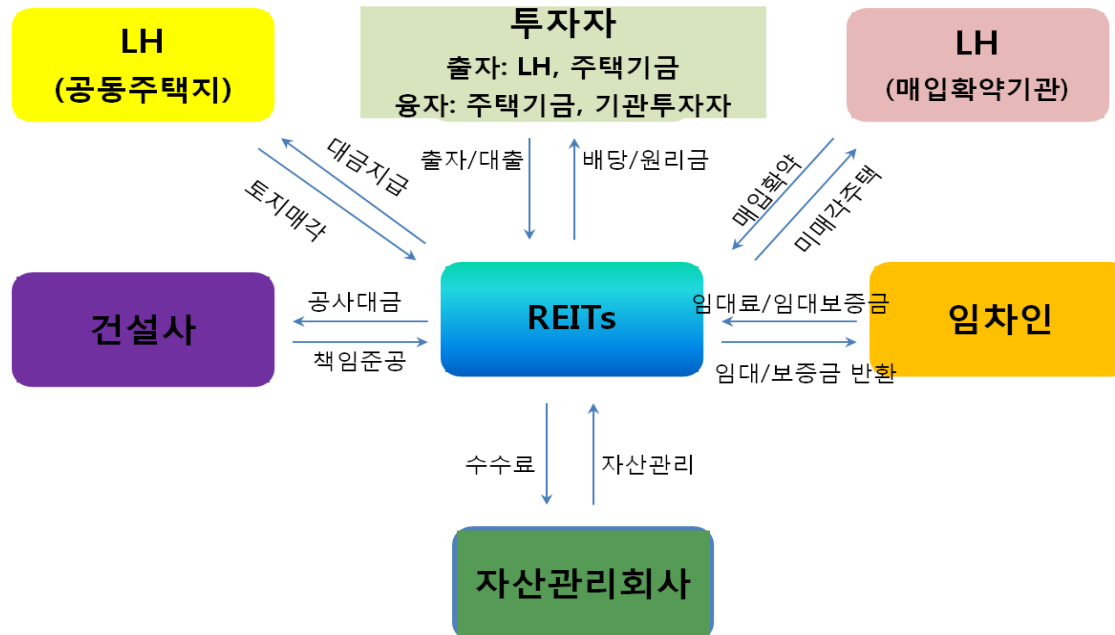 LH
(공동주택지)
투자자
출자: LH, 주택기금
융자: 주택기금, 기관투자자
LH
(매입확약기관)
대금지급
토지매각
출자/대출
배당/원리금
매입확약
미매각주택
건설사
공사대금
책임준공
REITs
임대료/임대보증금
임대/보증금 반환
임차인
수수료
자산관리
자산관리회사